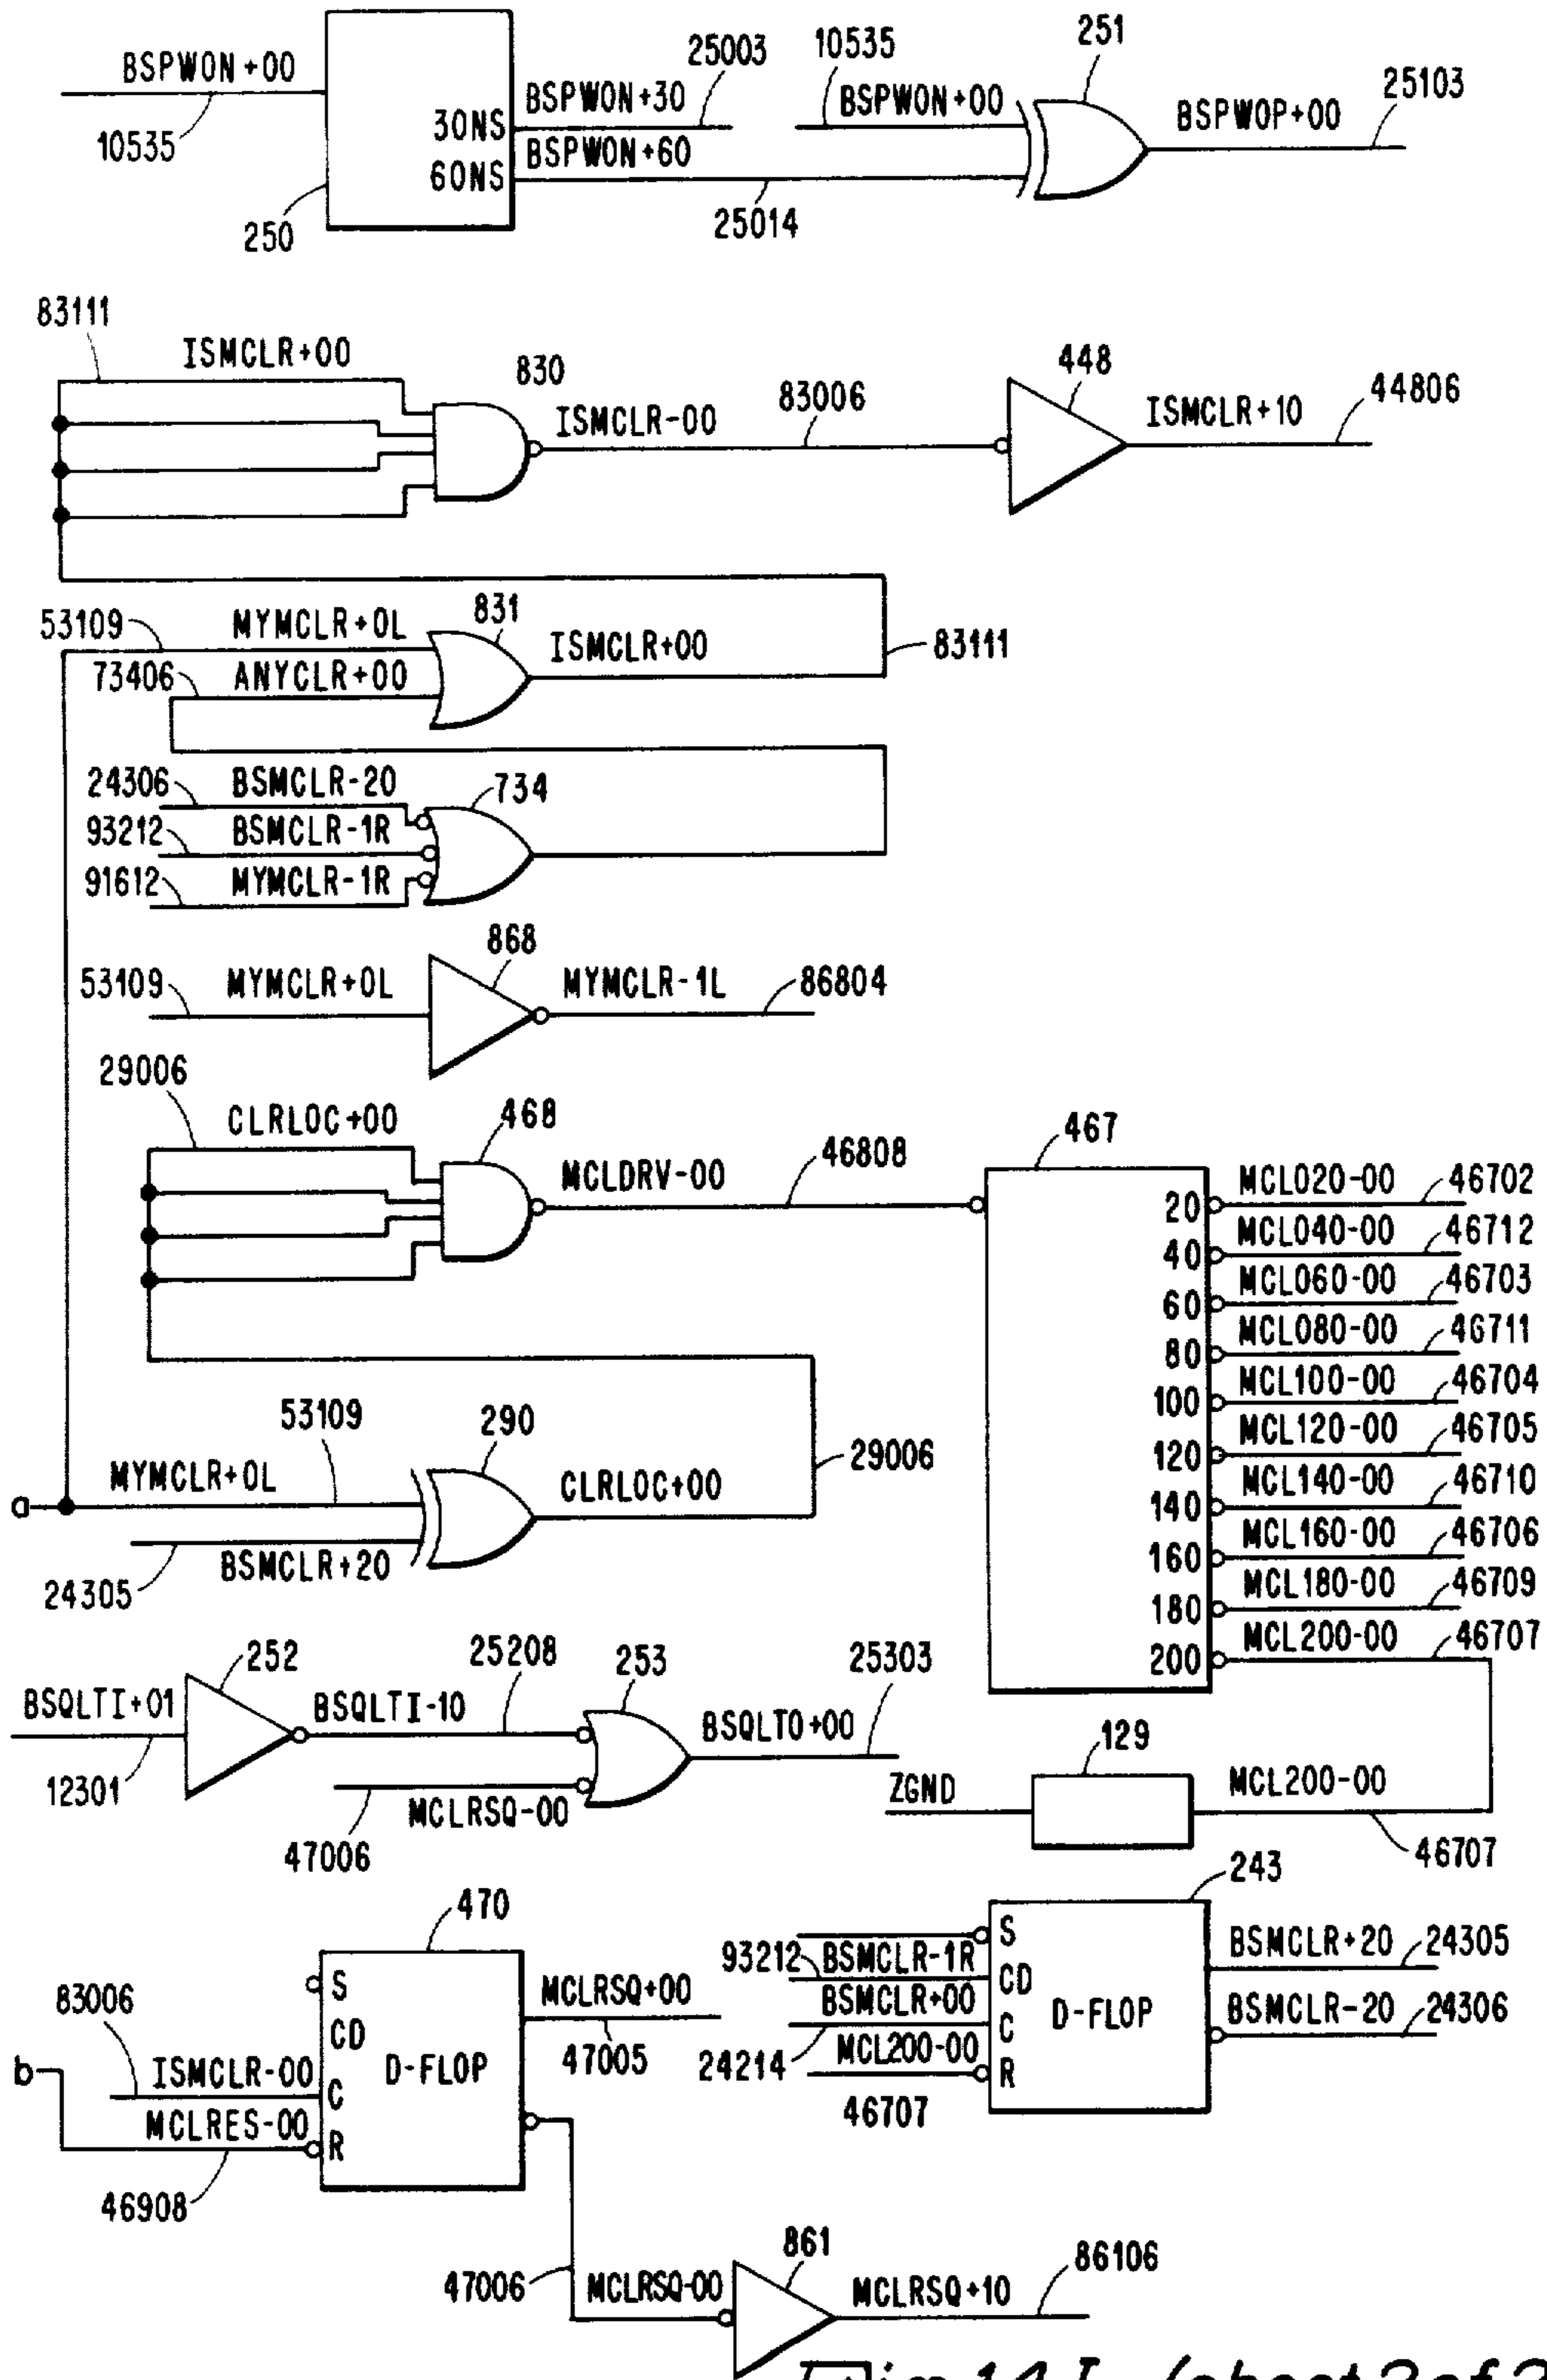 251
BSPWON+00
25003
10535
BSPWON+30
BSPWON+00
BSPWOP+00
25103
30NS
BSPWON+60
60NS
10535
250
25014
83111
ISMCLR+00
830
ISMCLR-00
83006
448
ISMCLR+10
44806
53109
MYMCLR+0L
831
ISMCLR+00
83111
73406
ANYCLR+00
24306
BSMCLR-20
734
93212
BSMCLR-1R
91612
MYMCLR-1R
868
53109
MYMCLR+0L
MYMCLR-1L
86804
29006
CLRLOC+00
468
MCLDRV-00
46808
467
20
MCL020-00
46702
40
MCL040-00
46712
60
MCL060-00
46703
80
MCL080-00
46711
100
MCL100-00
46704
120
MCL120-00
46705
140
MCL140-00
46710
160
MCL160-00
46706
180
MCL180-00
46709
200
MCL200-00
46707
53109
290
29006
a
MYMCLR+0L
CLRLOC+00
24305
BSMCLR+20
252
25208
253
25303
BSQLTI+01
BSQLTI-10
BSQLTO+00
12301
MCLRSQ-00
47006
129
ZGND
MCL200-00
46707
470
243
83006
S
CD
D-FLOP
MCLRSQ+00
47005
b
ISMCLR-00
C
MCLRES-00
R
46908
S
93212
BSMCLR-1R
CD
BSMCLR+00
C
D-FLOP
MCL200-00
R
24214
46707
BSMCLR+20
24305
BSMCLR-20
24306
861
86106
47006
MCLRSQ-00
MCLRSQ+10